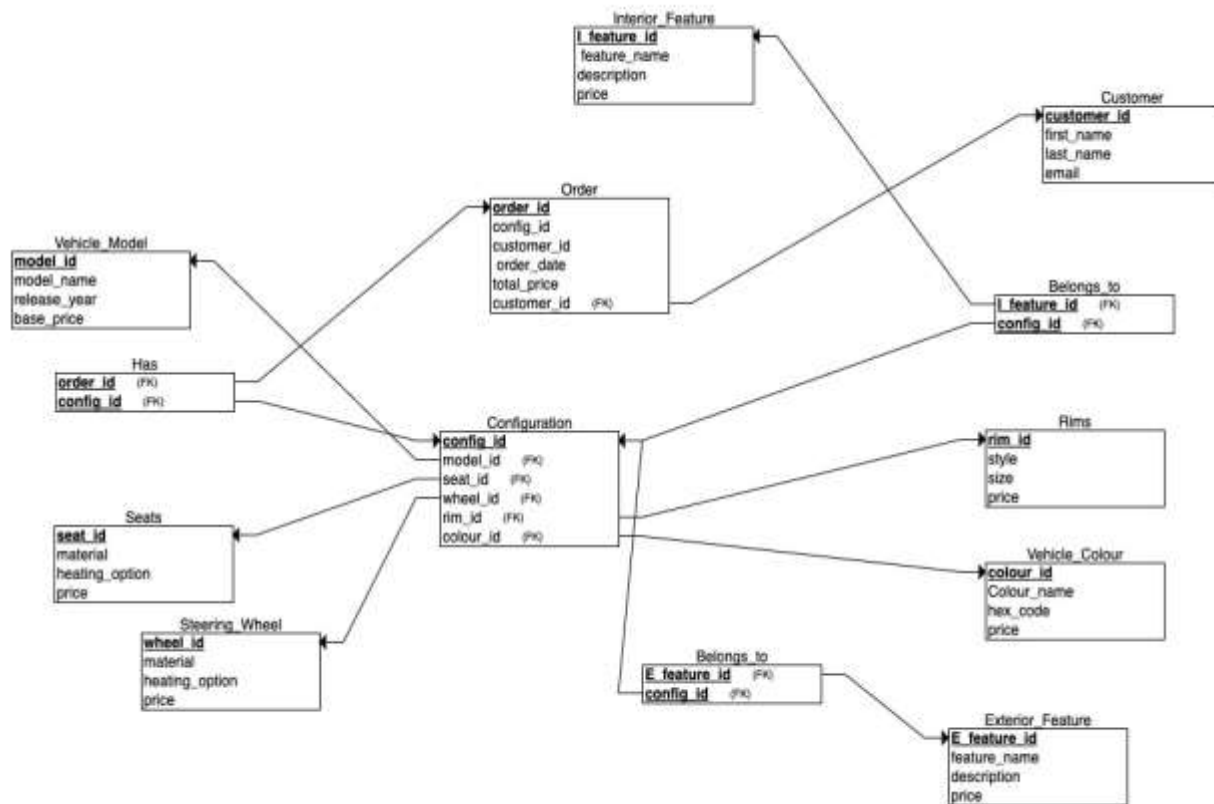 Interior_Feature
I_feature_id
feature_name
description
price
Customer
customer_id
first_name
last_name
email
Order
order_id
config_id
customer_id
order_date
total_price
customer_id (FK)
Vehicle_Model
model_id
model_name
release_year
base_price
Belongs_to
I_feature_id (FK)
config_id (FK)
Has
order_id (FK)
config_id (FK)
Configuration
config_id
model_id (FK)
seat_id (FK)
wheel_id (FK)
rim_id (FK)
colour_id (FK)
Rims
rim_id
style
size
price
Seats
seat_id
material
heating_option
price
Vehicle_Colour
colour_id
Colour_name
hex_code
price
Steering_Wheel
wheel_id
material
heating_option
price
Belongs_to
E_feature_id (FK)
config_id (FK)
Exterior_Feature
E_feature_id
feature_name
description
price